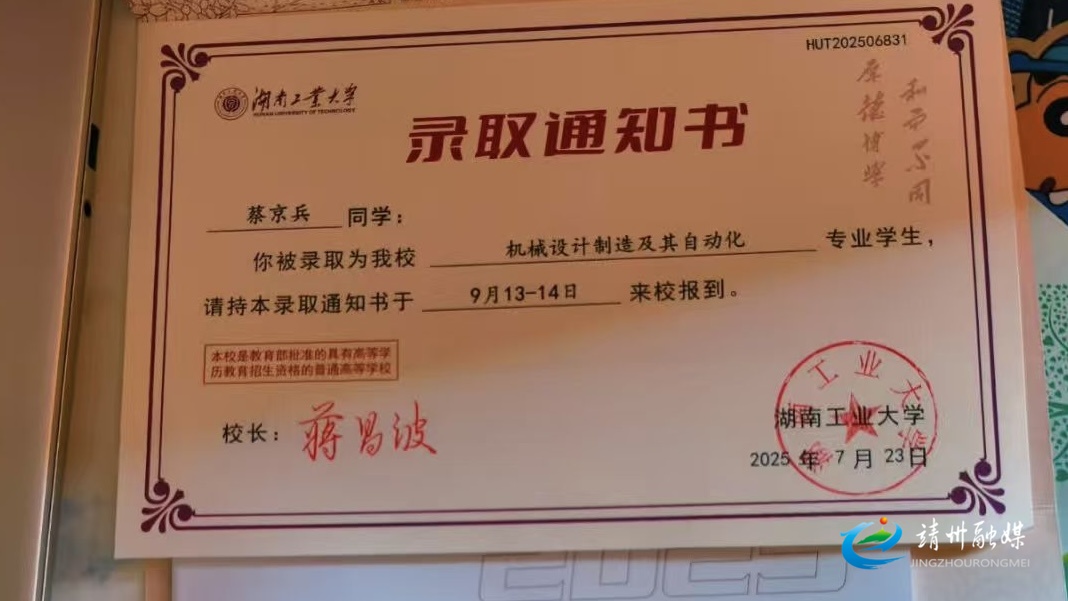 HUT202506831
湖南工業大学
HUNAN UNIVERSITY OF TECHNOLOGY
厚德博学
和而不同
录取通知书
蔡京兵 同学：
你被录取为我校 机械设计制造及其自动化 专业学生，
请持本录取通知书于 9月13-14日 来校报到。
本校是教育部批准的具有高等学
历教育招生资格的普通高等学校
校长：蒋昌波
湖南工业大学
2025 年 7 月 23日
靖州融媒
JINGZHOURONGMEI
2025